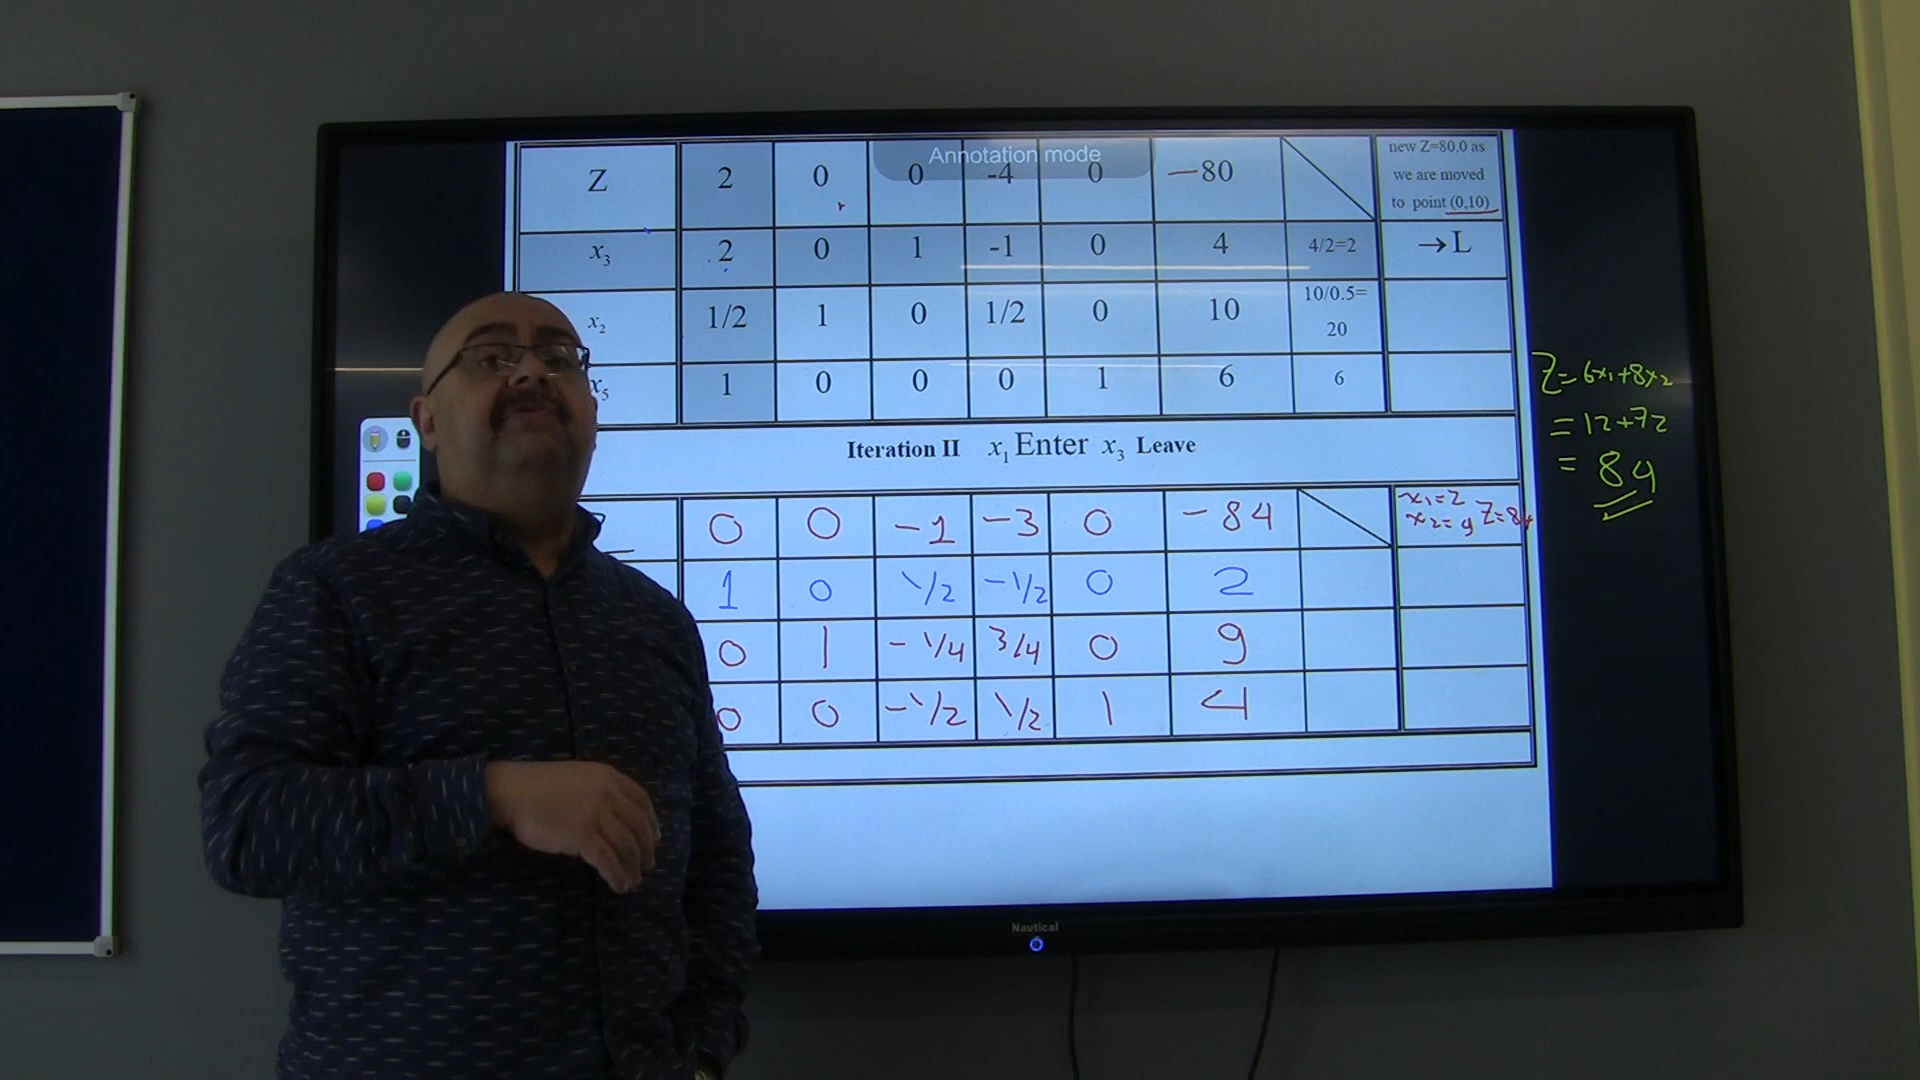 Annotation mode
Z 2 0 0 -4 0 —80 new Z=80.0 as we are moved to point (0,10)
x3 2 0 1 -1 0 4 4/2=2 →L
x2 1/2 1 0 1/2 0 10 10/0.5= 20
x5 1 0 0 0 1 6 6
Iteration II x1 Enter x3 Leave
0 0 -1 -3 0 -84 x1=2 x2=9 Z=84
1 0 1/2 -1/2 0 2
0 1 -1/4 3/4 0 9
0 0 -1/2 1/2 1 4
Z=6x1+8x2
=12+72
=84
Nautical